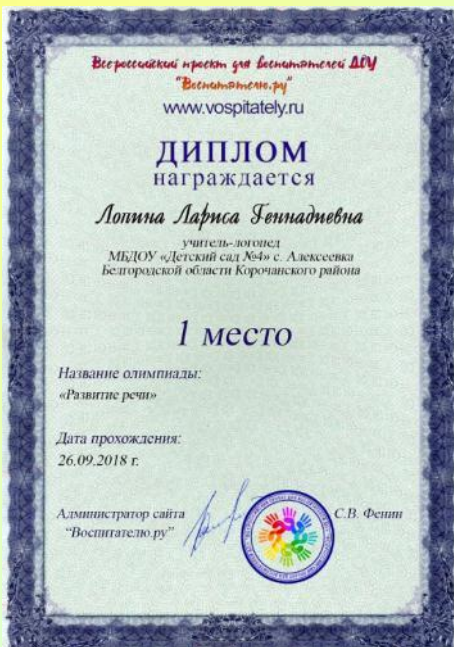 Всероссийский проект для воспитателей ДОУ
"Воспитателю.ру"
www.vospitately.ru
ДИПЛОМ
награждается
Лопина Лариса Геннадиевна
учитель-логопед
МБДОУ «Детский сад №4» с. Алексеевка
Белгородской области Корочанского района
1 место
Название олимпиады:
«Развитие речи»
Дата прохождения:
26.09.2018 г.
Администратор сайта
"Воспитателю.ру"
С.В. Фенин